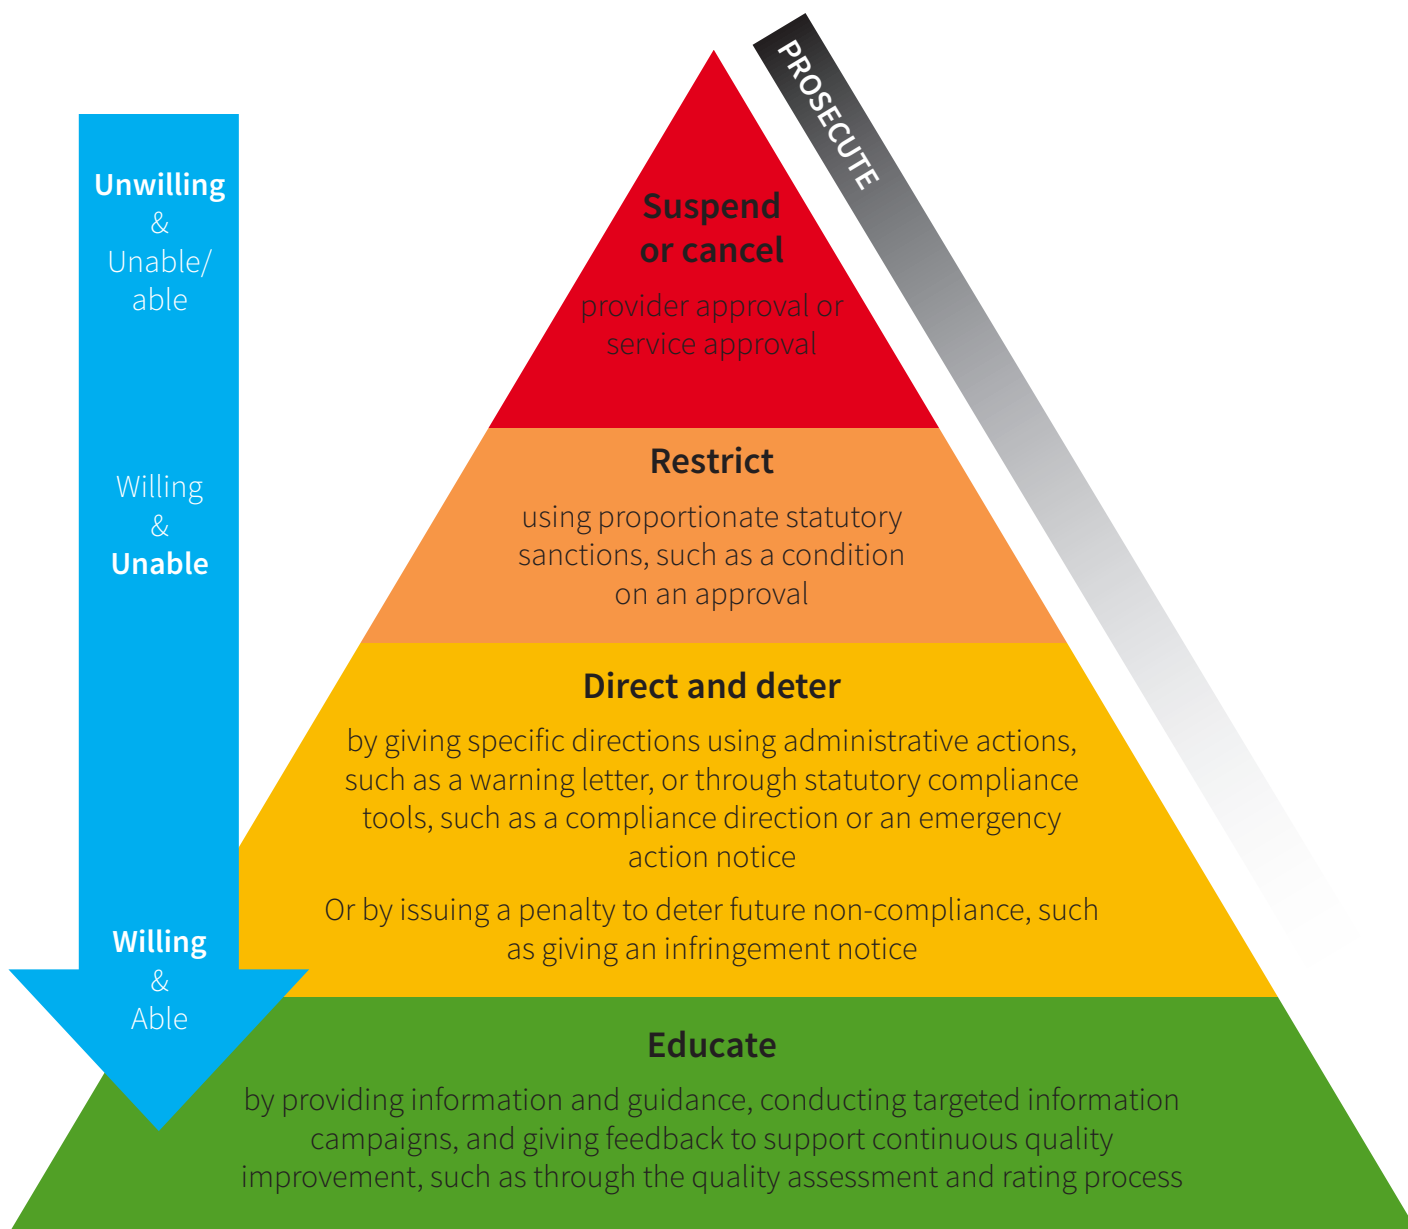 PROSECUTE
Unwilling
&
Unable/
able
Willing
&
Unable
Willing
&
Able
Suspend
or cancel
provider approval or
service approval
Restrict
using proportionate statutory
sanctions, such as a condition
on an approval
Direct and deter
by giving specific directions using administrative actions,
such as a warning letter, or through statutory compliance
tools, such as a compliance direction or an emergency
action notice
Or by issuing a penalty to deter future non-compliance, such
as giving an infringement notice
Educate
by providing information and guidance, conducting targeted information
campaigns, and giving feedback to support continuous quality
improvement, such as through the quality assessment and rating process